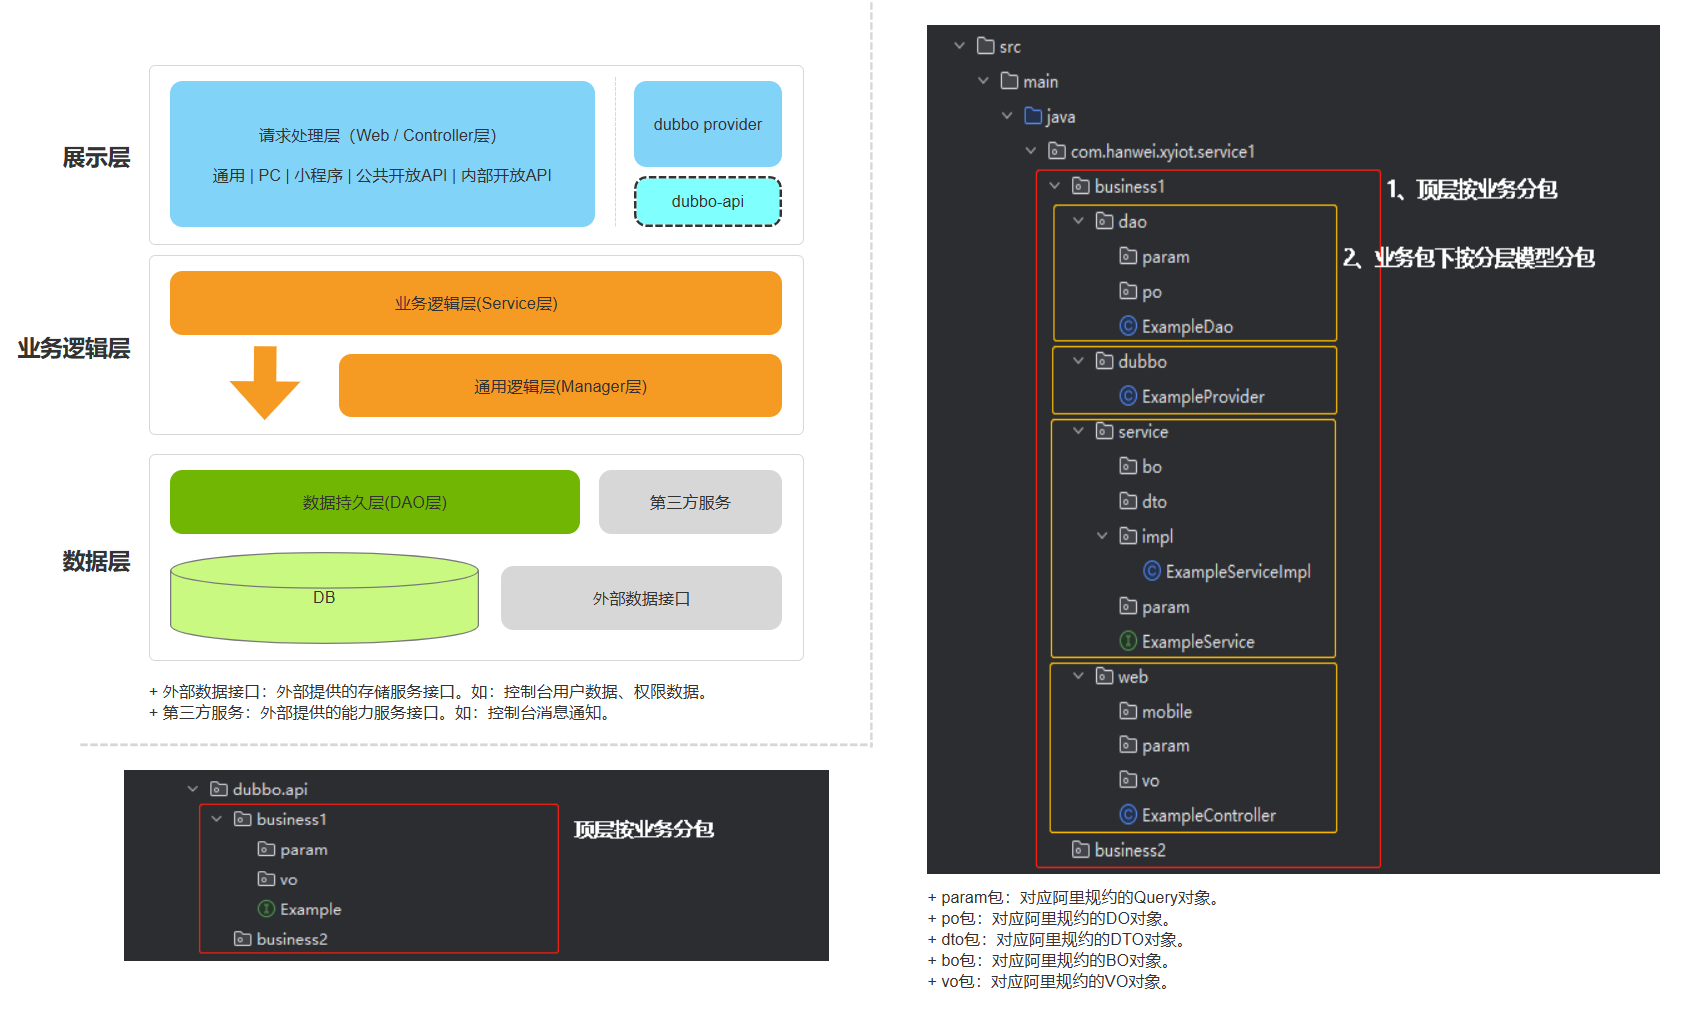 展示层
请求处理层（Web / Controller层）
通用 | PC | 小程序 | 公共开放API | 内部开放API
dubbo provider
dubbo-api
业务逻辑层
业务逻辑层(Service层)
通用逻辑层(Manager层)
数据层
数据持久层(DAO层)
第三方服务
DB
外部数据接口
+ 外部数据接口：外部提供的存储服务接口。如：控制台用户数据、权限数据。
+ 第三方服务：外部提供的能力服务接口。如：控制台消息通知。
dubbo.api
business1
顶层按业务分包
param
vo
Example
business2
src
main
java
com.hanwei.xyiot.service1
business1
1、顶层按业务分包
dao
2、业务包下按分层模型分包
param
po
ExampleDao
dubbo
ExampleProvider
service
bo
dto
impl
ExampleServiceImpl
param
ExampleService
web
mobile
param
vo
ExampleController
business2
+ param包：对应阿里规约的Query对象。
+ po包：对应阿里规约的DO对象。
+ dto包：对应阿里规约的DTO对象。
+ bo包：对应阿里规约的BO对象。
+ vo包：对应阿里规约的VO对象。